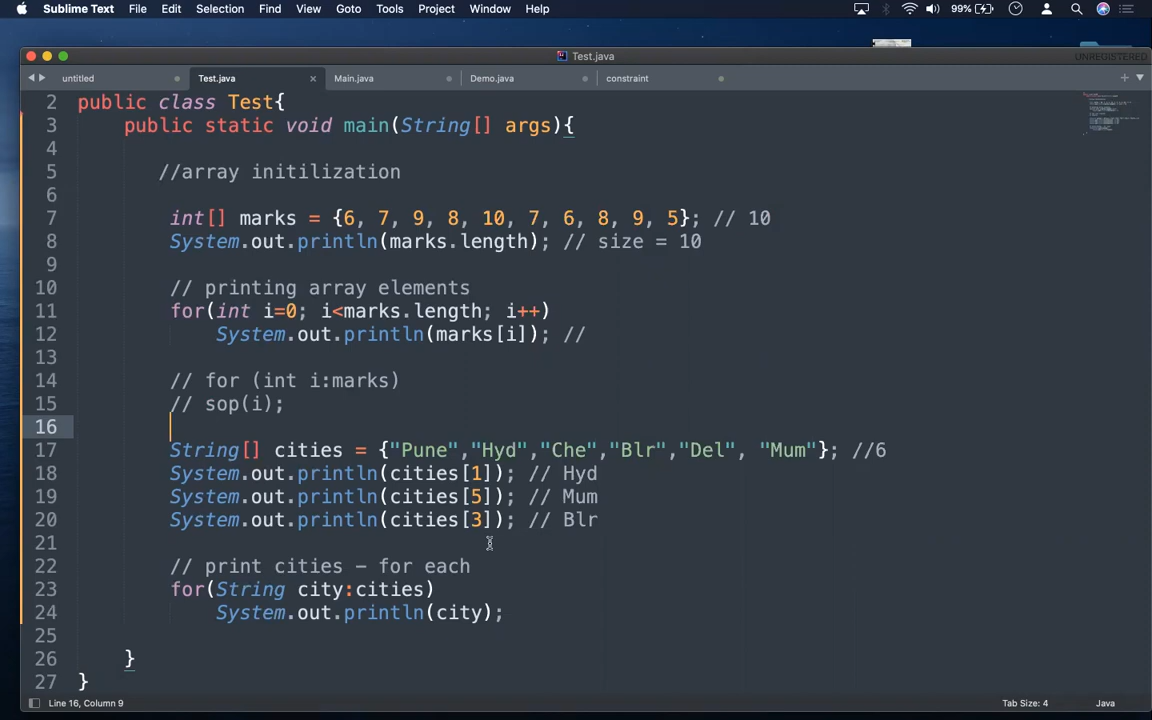 Sublime Text File Edit Selection Find View Goto Tools Project Window Help 99%
Test.java
UNREGISTERED
untitled Test.java Main.java Demo.java constraint
2 public class Test{
3 public static void main(String[] args){
4
5 //array initilization
6
7 int[] marks = {6, 7, 9, 8, 10, 7, 6, 8, 9, 5}; // 10
8 System.out.println(marks.length); // size = 10
9
10 // printing array elements
11 for(int i=0; i<marks.length; i++)
12 System.out.println(marks[i]); //
13
14 // for (int i:marks)
15 // sop(i);
16
17 String[] cities = {"Pune","Hyd","Che","Blr","Del", "Mum"}; //6
18 System.out.println(cities[1]); // Hyd
19 System.out.println(cities[5]); // Mum
20 System.out.println(cities[3]); // Blr
21
22 // print cities – for each
23 for(String city:cities)
24 System.out.println(city);
25
26 }
27 }
Line 16, Column 9 Tab Size: 4 Java